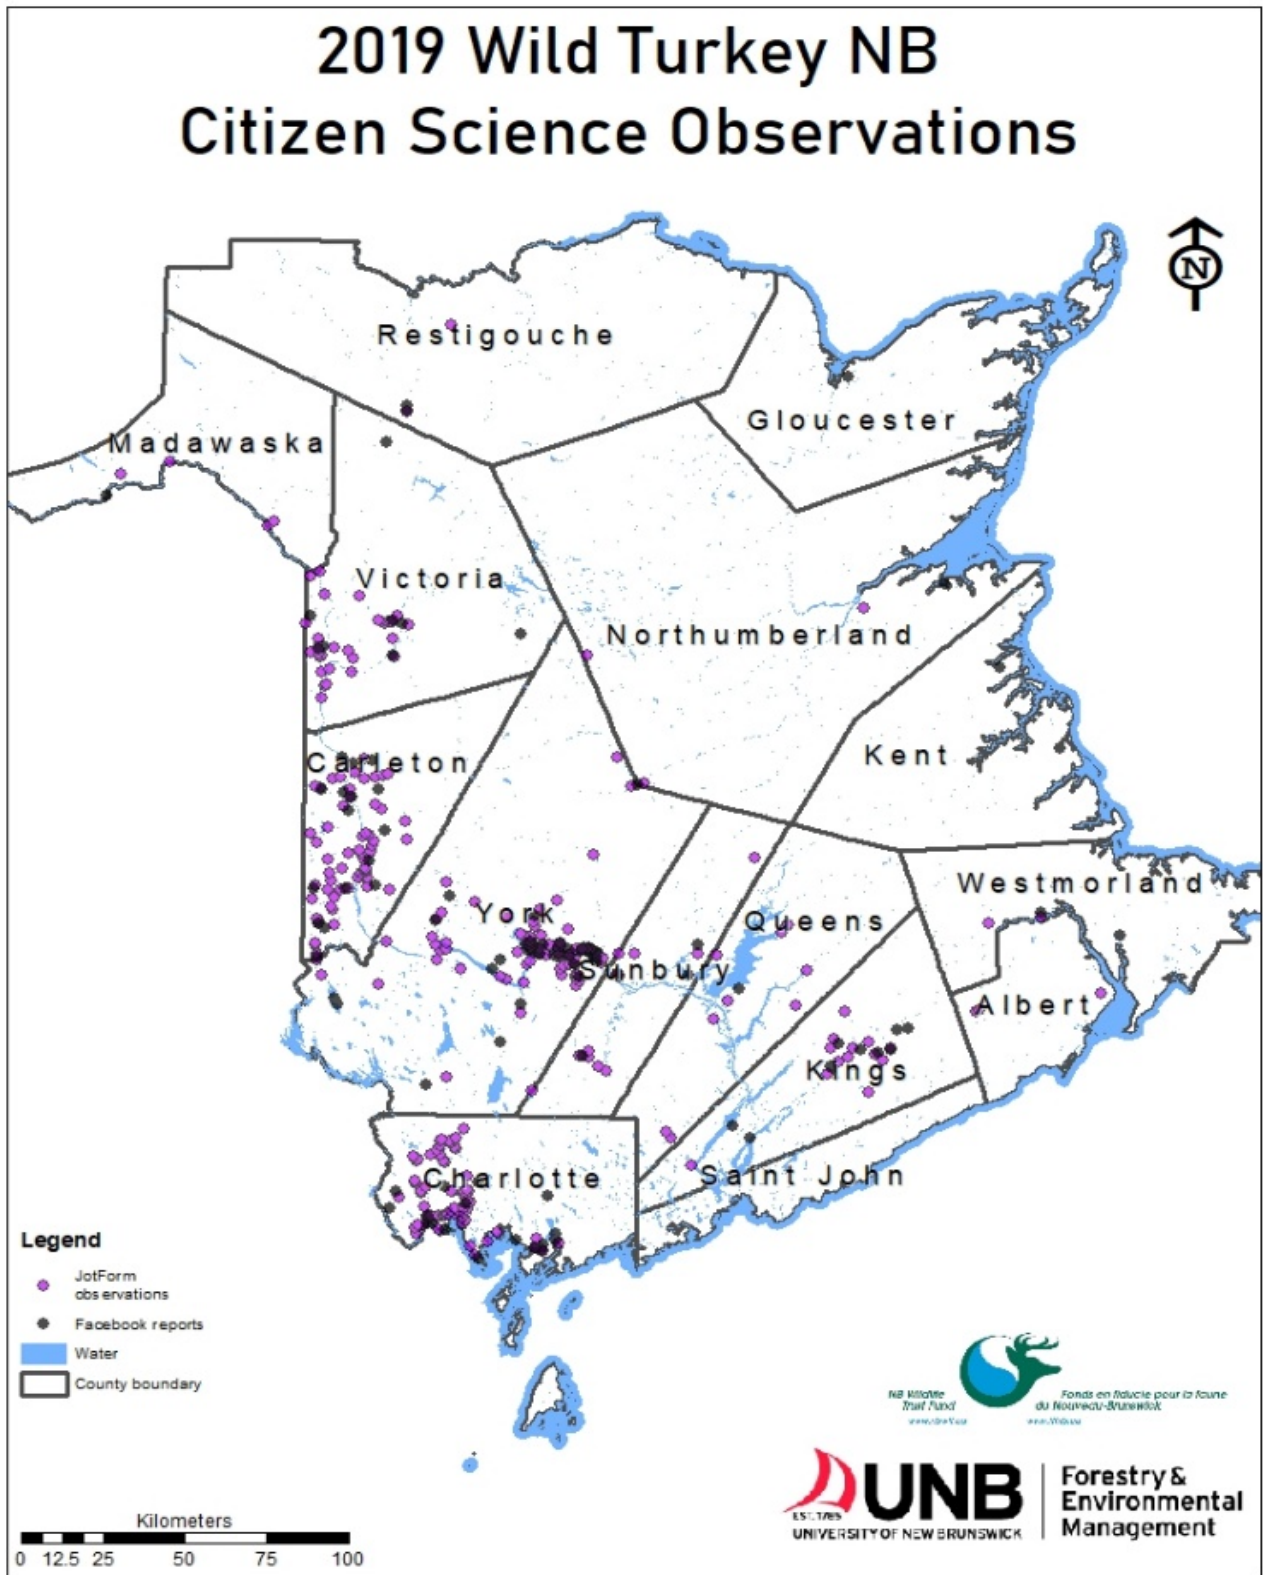 2019 Wild Turkey NB
Citizen Science Observations
N
Restigouche
Gloucester
Madawaska
Victoria
Northumberland
Carleton
Kent
Westmorland
York
Queens
Sunbury
Albert
Kings
Charlotte
Saint John
Legend
JotForm
observations
Facebook reports
Water
County boundary
NB Wildlife
Trust Fund
Fonds en fiducie pour la faune
du Nouveau-Brunswick
EST. 1785
UNB
UNIVERSITY OF NEW BRUNSWICK
Forestry &
Environmental
Management
Kilometers
0 12.5 25 50 75 100